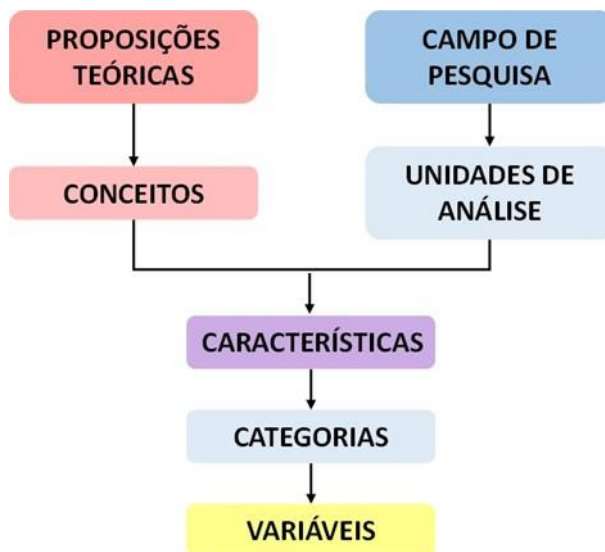 PROPOSIÇÕES
TEÓRICAS
CAMPO DE
PESQUISA
CONCEITOS
UNIDADES DE
ANÁLISE
CARACTERÍSTICAS
CATEGORIAS
VARIÁVEIS